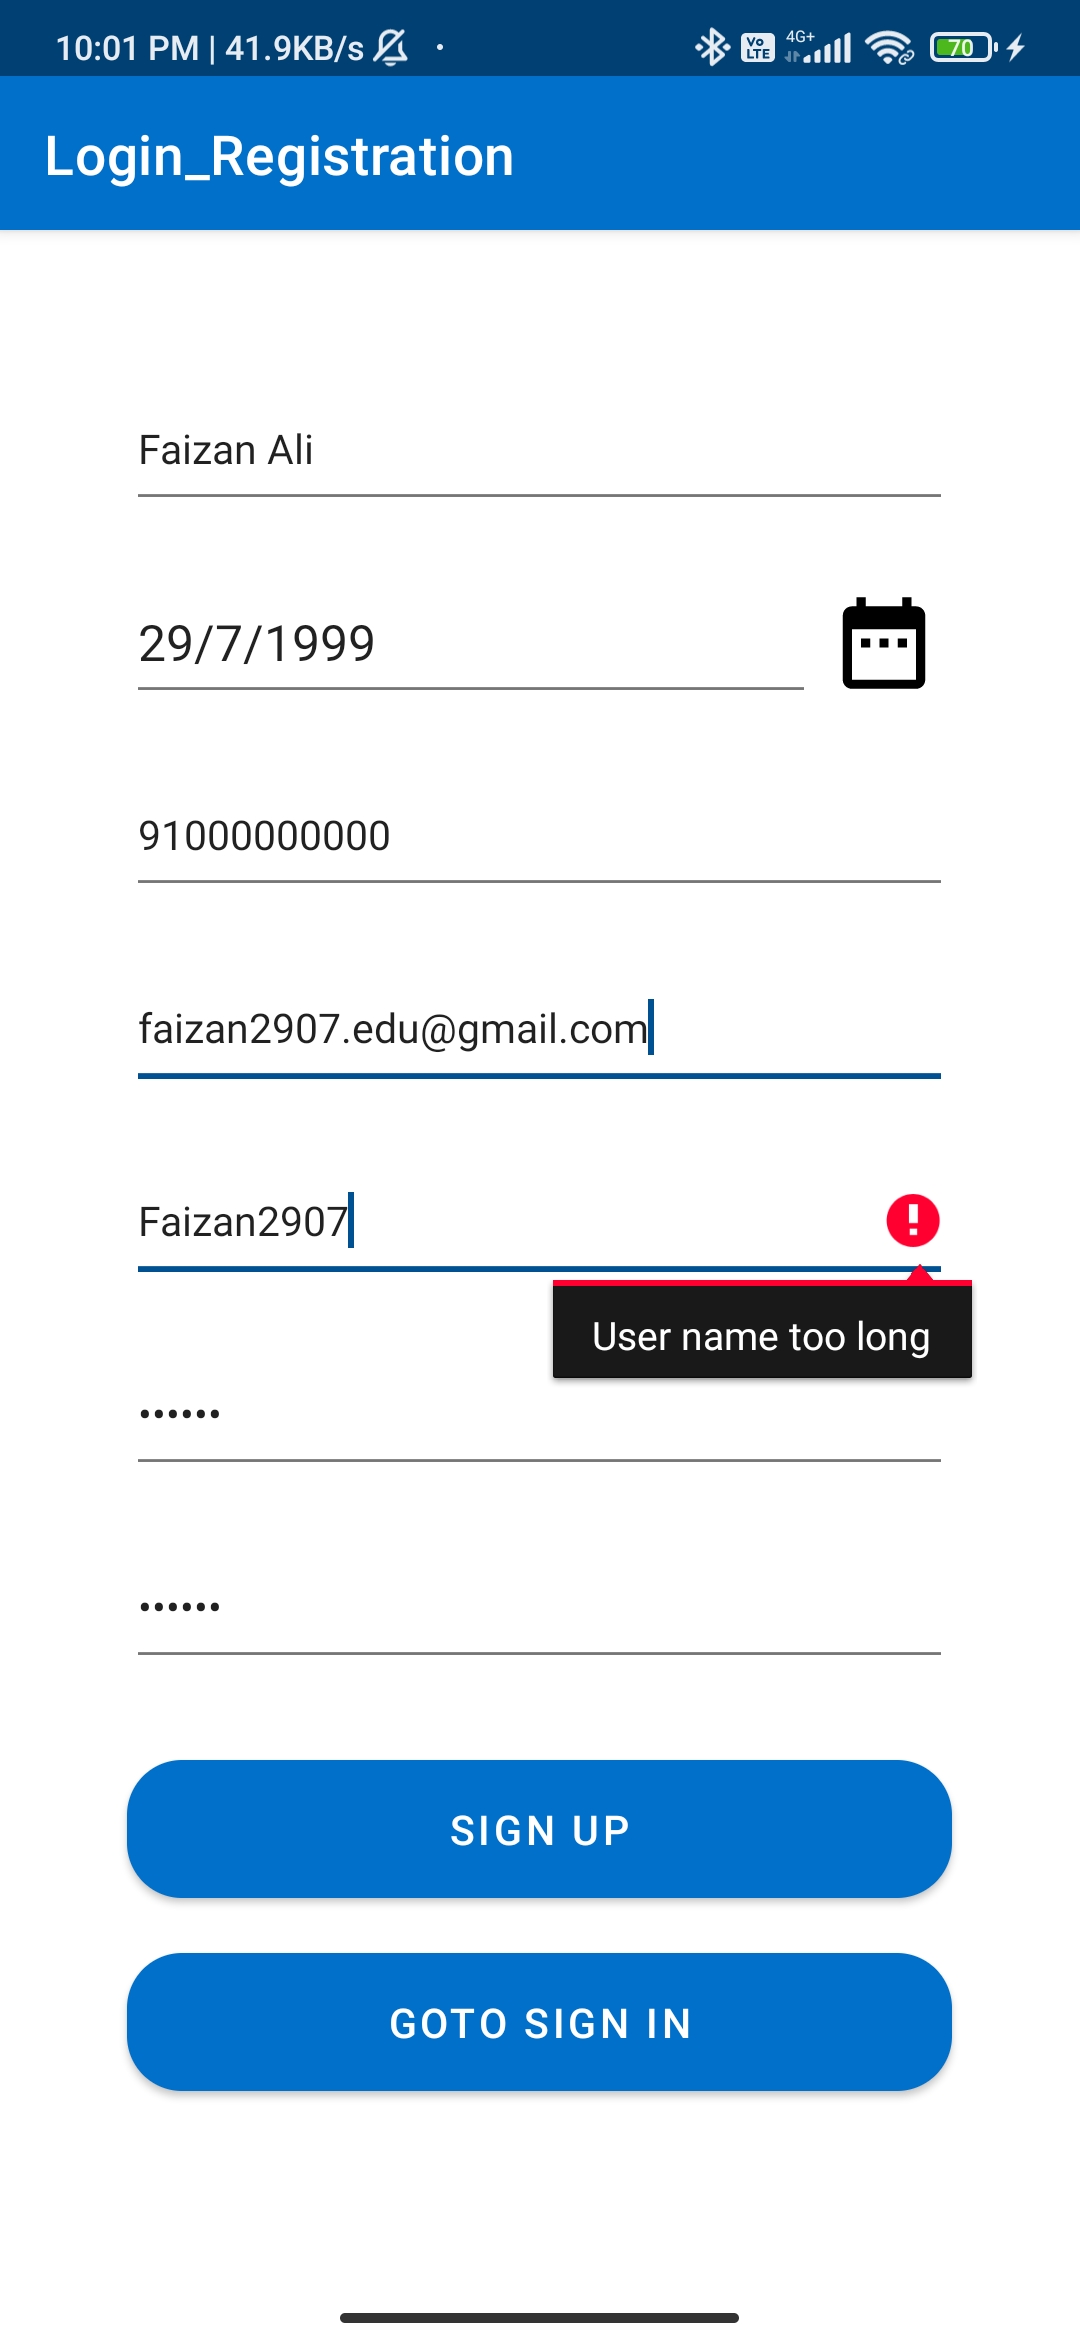 10:01 PM | 41.9KB/s
Vo LTE 4G+ 70
Login_Registration
Faizan Ali
29/7/1999
91000000000
faizan2907.edu@gmail.com
Faizan2907
User name too long
••••••
••••••
SIGN UP
GOTO SIGN IN